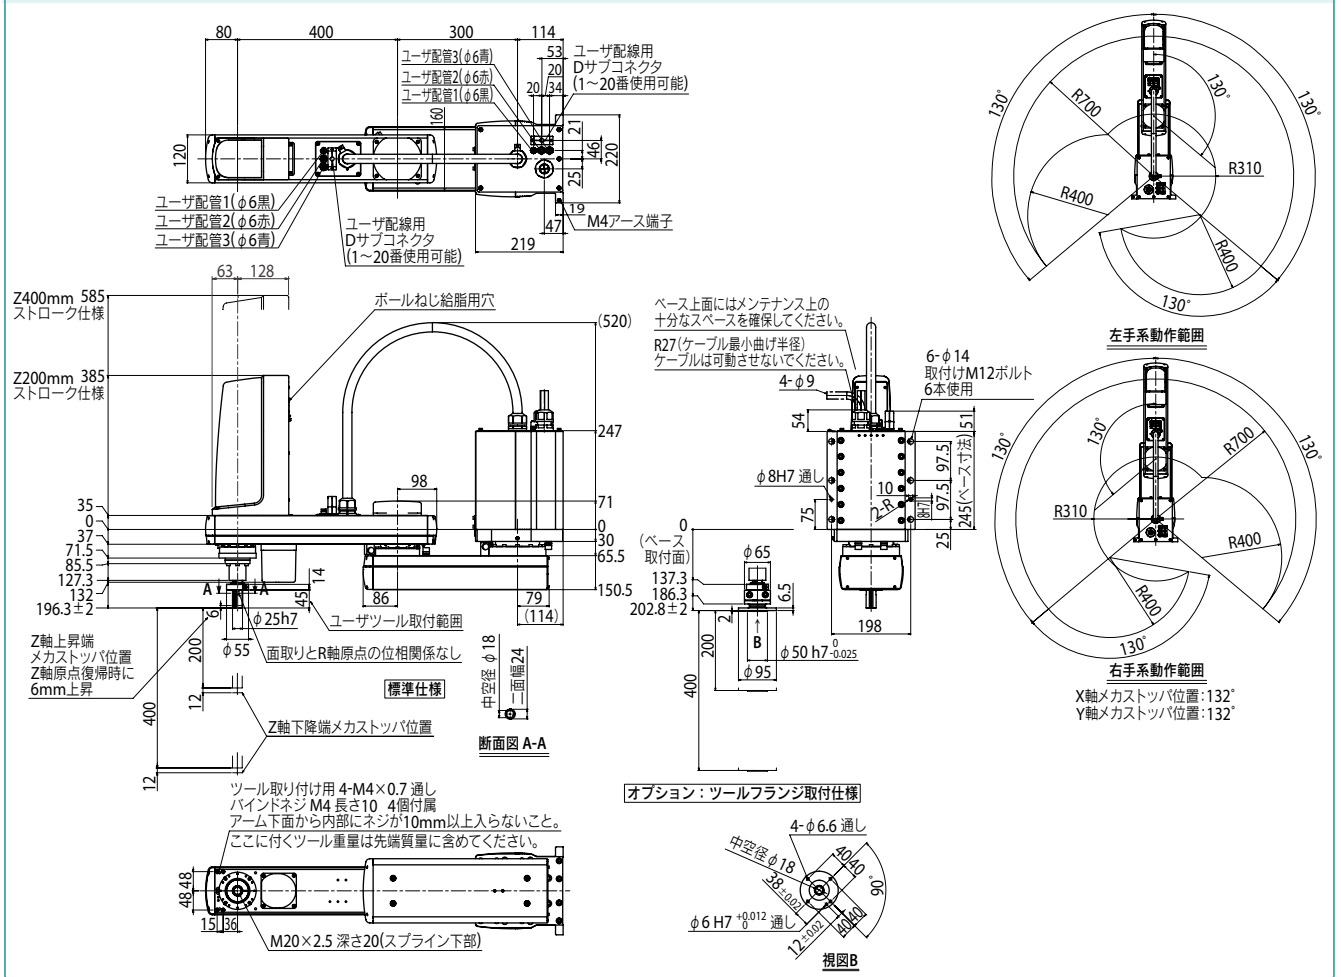 80
400
300
114
ユーザ配管3(φ6青)
ユーザ配管2(φ6赤)
ユーザ配管1(φ6黒)
53
20
20
34
ユーザ配線用
Dサブコネクタ
(1～20番使用可能)
120
160
21
46
25
220
19
47
219
M4アース端子
ユーザ配管1(φ6黒)
ユーザ配管2(φ6赤)
ユーザ配管3(φ6青)
ユーザ配線用
Dサブコネクタ
(1～20番使用可能)
63
128
Z400mm 585
ストローク仕様
Z200mm 385
ストローク仕様
ボールねじ給脂用穴
(520)
247
98
71
0
30
65.5
150.5
35
0
37
71.5
85.5
127.3
132
196.3±2
A
A
14
45
6
φ25h7
φ55
86
79
(114)
ユーザツール取付範囲
面取りとR軸原点の位相関係なし
Z軸上昇端
メカストッパ位置
Z軸原点復帰時に
6mm上昇
200
12
400
12
標準仕様
Z軸下降端メカストッパ位置
中空径φ18
二面幅24
断面図 A-A
ベース上面にはメンテナンス上の
十分なスペースを確保してください。
R27(ケーブル最小曲げ半径)
ケーブルは可動させないでください。
4-φ9
54
6-φ14
取付けM12ボルト
6本使用
51
φ8H7 通し
75
10
2-R
8H7
97.5
97.5
25
245(ベース寸法)
198
0
(ベース
取付面)
137.3
186.3
202.8±2
φ65
6.5
2
B
200
400
φ50 h7 0 -0.025
φ95
オプション：ツールフランジ取付仕様
130°
130°
130°
R700
R310
R400
R400
130°
左手系動作範囲
130°
130°
130°
R700
R310
R400
R400
130°
右手系動作範囲
X軸メカストッパ位置：132°
Y軸メカストッパ位置：132°
ツール取り付け用 4-M4×0.7 通し
バインドネジ M4 長さ10 4個付属
アーム下面から内部にネジが10mm以上入らないこと。
ここに付くツール重量は先端質量に含めてください。
48
48
15
36
M20×2.5 深さ20(スプライン下部)
4-φ6.6 通し
中空径φ18
38±0.02
40
40
90°
φ6 H7 +0.012 0 通し
12±0.02
40
40
視図B